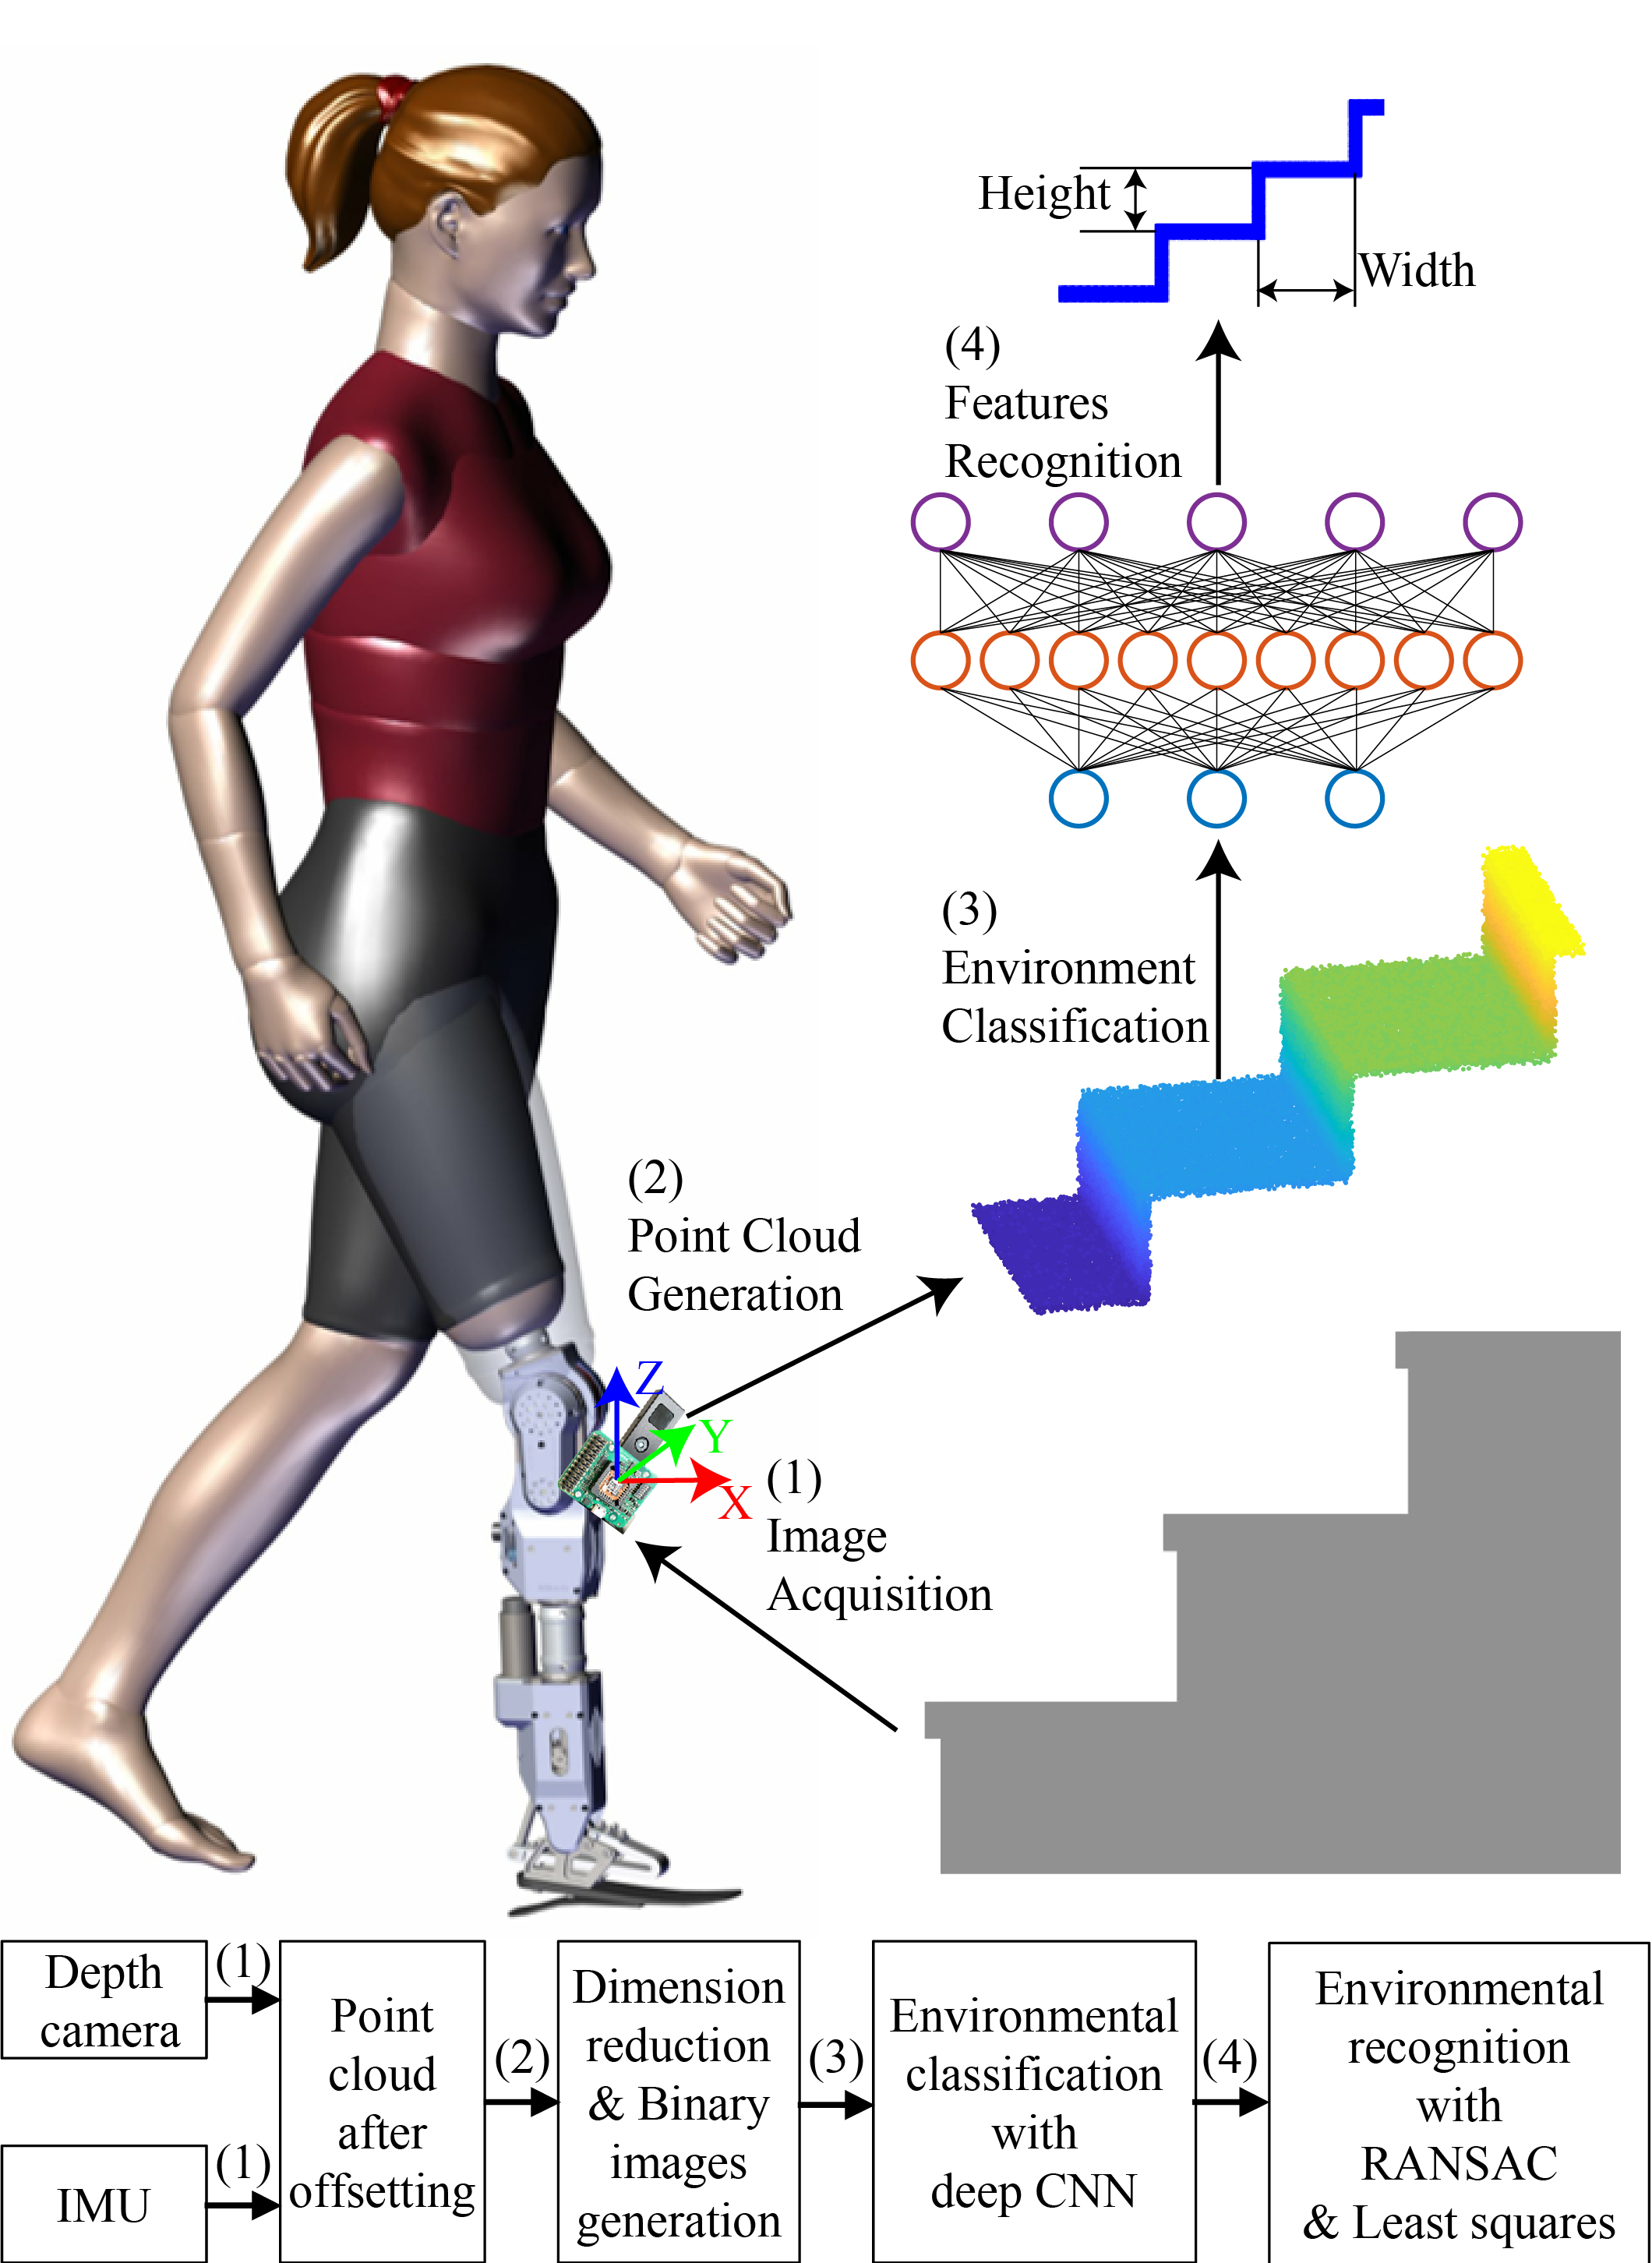 Height
Width
(4)
Features
Recognition
(3)
Environment
Classification
(2)
Point Cloud
Generation
Z
Y
X
(1)
Image
Acquisition
Depth
camera
(1)
IMU
(1)
Point
cloud
after
offsetting
(2)
Dimension
reduction
& Binary
images
generation
(3)
Environmental
classification
with
deep CNN
(4)
Environmental
recognition
with
RANSAC
& Least squares